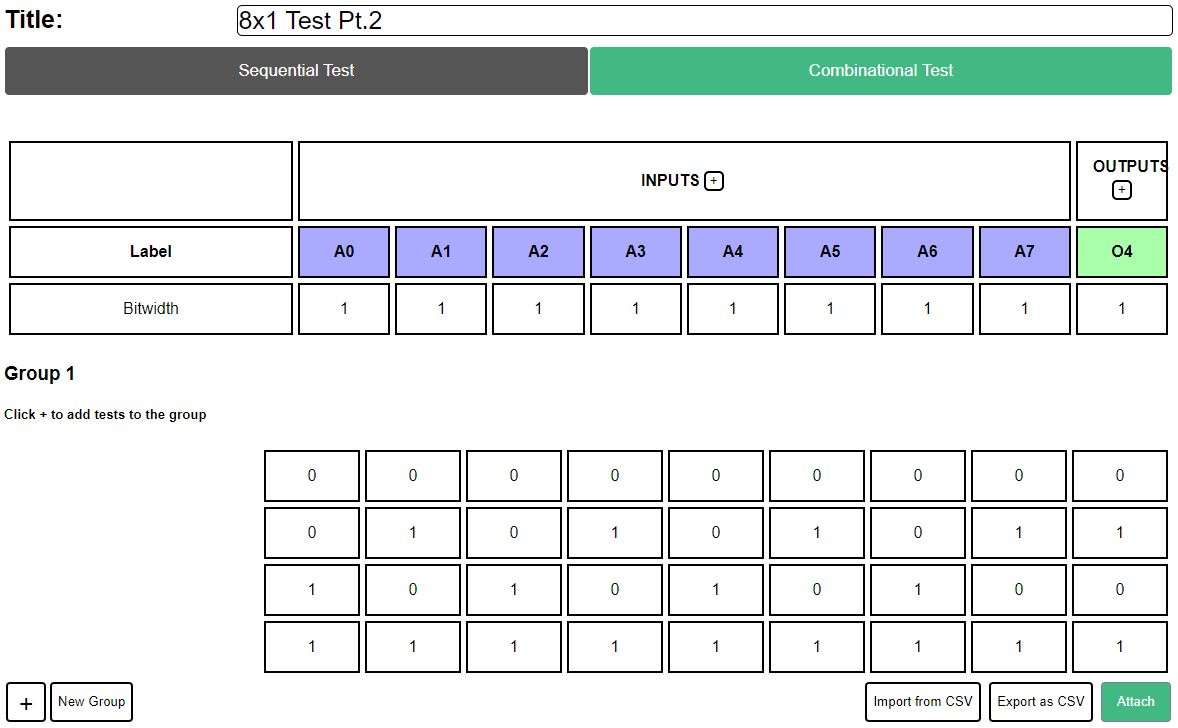 Title: 8x1 Test Pt.2
Sequential Test Combinational Test
INPUTS + OUTPUTS +
Label A0 A1 A2 A3 A4 A5 A6 A7 O4
Bitwidth 1 1 1 1 1 1 1 1 1
Group 1
Click + to add tests to the group
0 0 0 0 0 0 0 0 0
0 1 0 1 0 1 0 1 1
1 0 1 0 1 0 1 0 0
1 1 1 1 1 1 1 1 1
+ New Group Import from CSV Export as CSV Attach